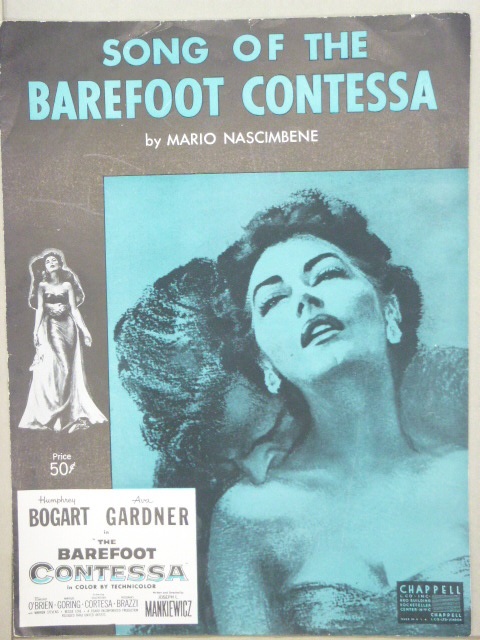 SONG OF THE
BAREFOOT CONTESSA
by MARIO NASCIMBENE
Price
50¢
Humphrey Ava
BOGART GARDNER
in
"THE
BAREFOOT
CONTESSA"
in COLOR BY TECHNICOLOR
O'BRIEN GORING CORTESA BRAZZI
MANKIEWICZ
CHAPPELL
ROCKEFELLER
CHAPPELL